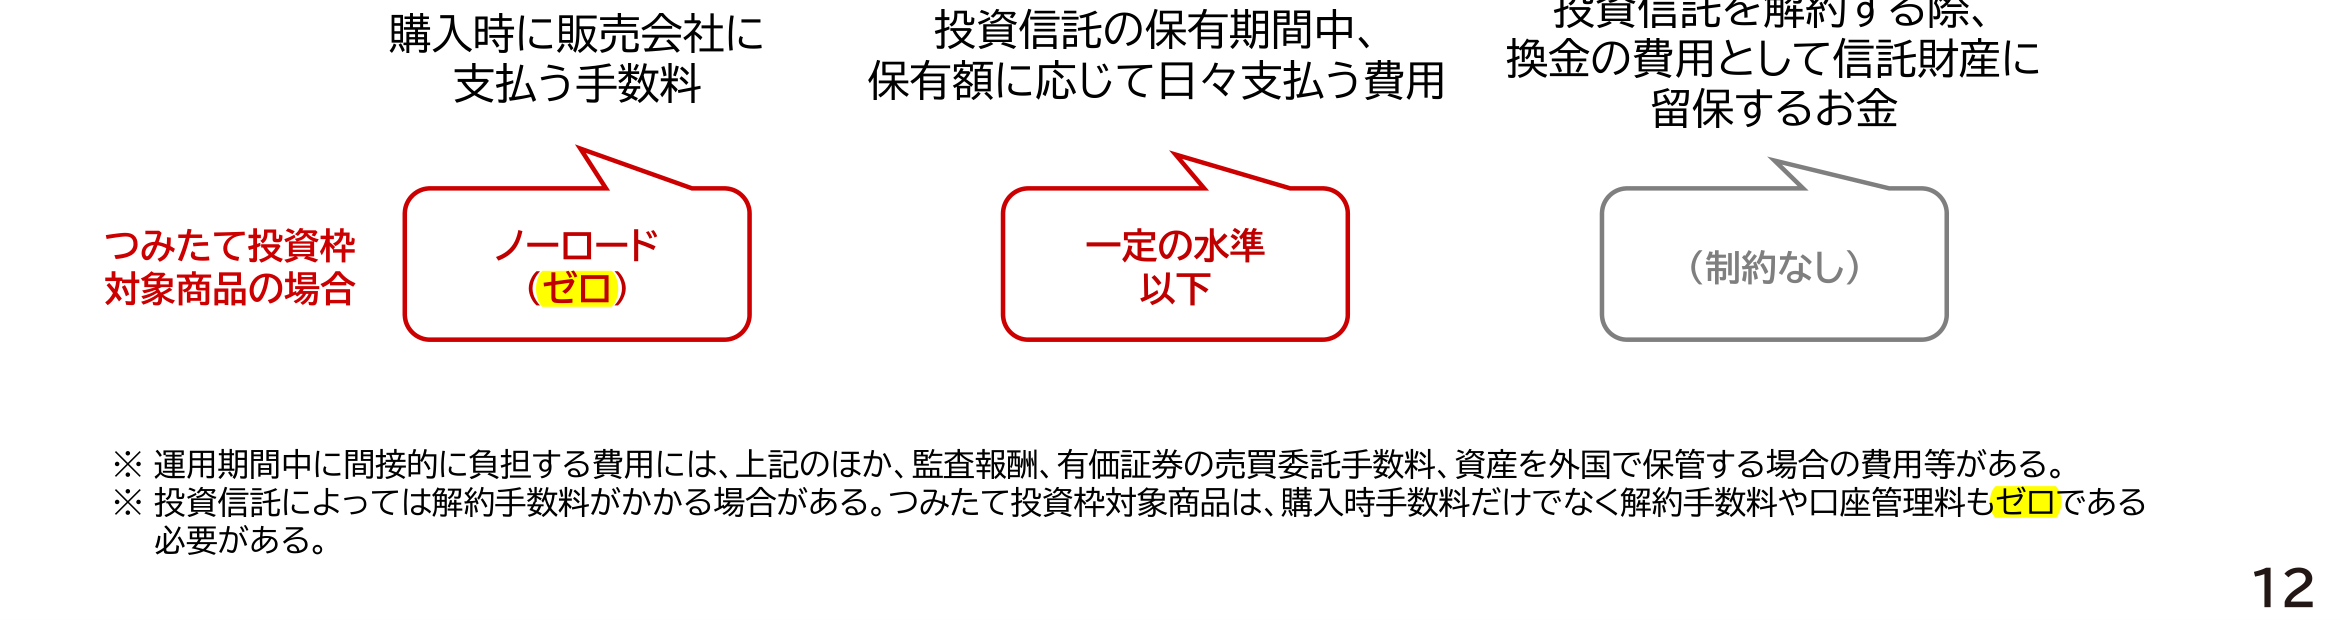 購入時に販売会社に
支払う手数料
投資信託の保有期間中、
保有額に応じて日々支払う費用
投資信託を解約する際、
換金の費用として信託財産に
留保するお金
つみたて投資枠
対象商品の場合
ノーロード
（ゼロ）
一定の水準
以下
（制約なし）
※ 運用期間中に間接的に負担する費用には、上記のほか、監査報酬、有価証券の売買委託手数料、資産を外国で保管する場合の費用等がある。
※ 投資信託によっては解約手数料がかかる場合がある。つみたて投資枠対象商品は、購入時手数料だけでなく解約手数料や口座管理料もゼロである
必要がある。
12